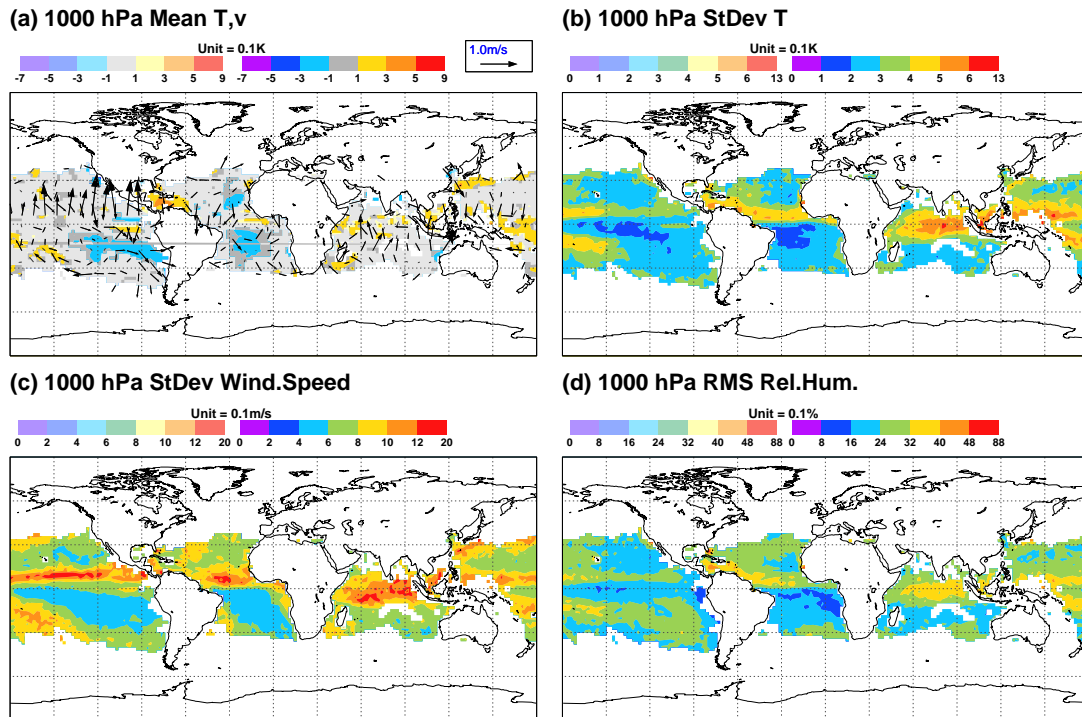 (a) 1000 hPa Mean T,v
Unit = 0.1K
-7 -5 -3 -1 1 3 5 9 -7 -5 -3 -1 1 3 5 9
1.0m/s
(b) 1000 hPa StDev T
Unit = 0.1K
0 1 2 3 4 5 6 13 0 1 2 3 4 5 6 13
(c) 1000 hPa StDev Wind.Speed
Unit = 0.1m/s
0 2 4 6 8 10 12 20 0 2 4 6 8 10 12 20
(d) 1000 hPa RMS Rel.Hum.
Unit = 0.1%
0 8 16 24 32 40 48 88 0 8 16 24 32 40 48 88